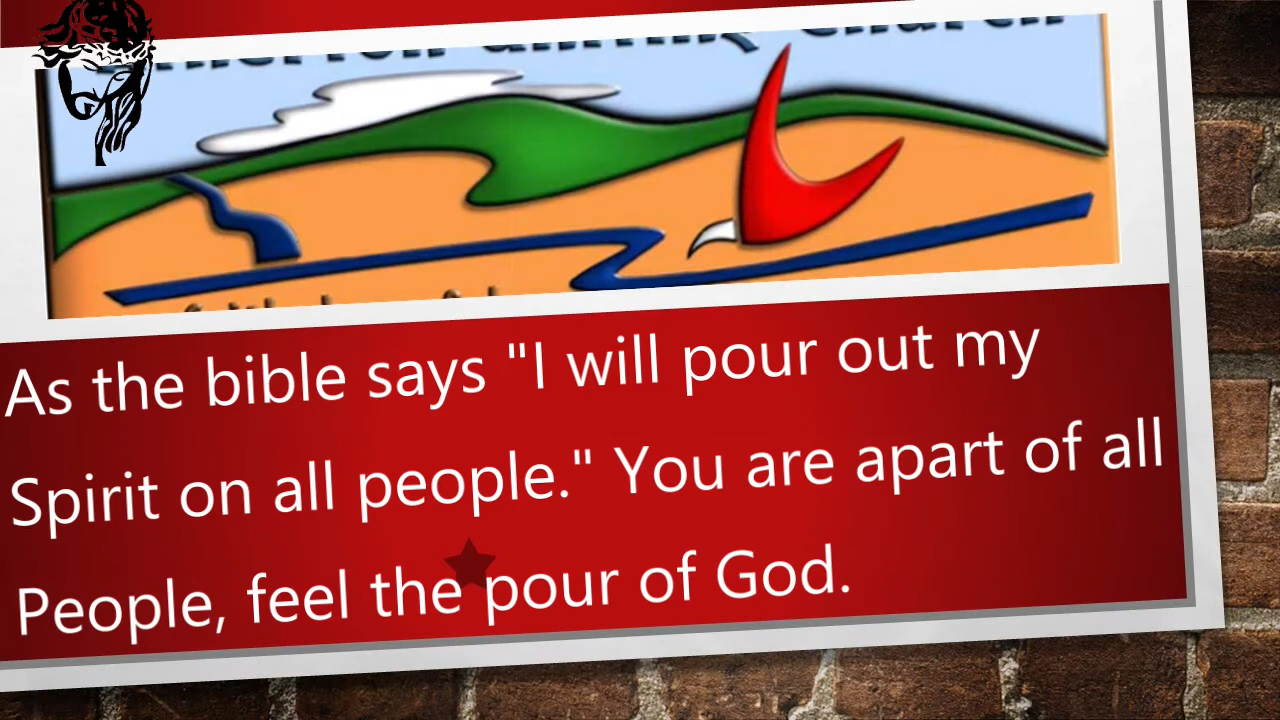 Church
As the bible says "I will pour out my
Spirit on all people." You are apart of all
People, feel the pour of God.